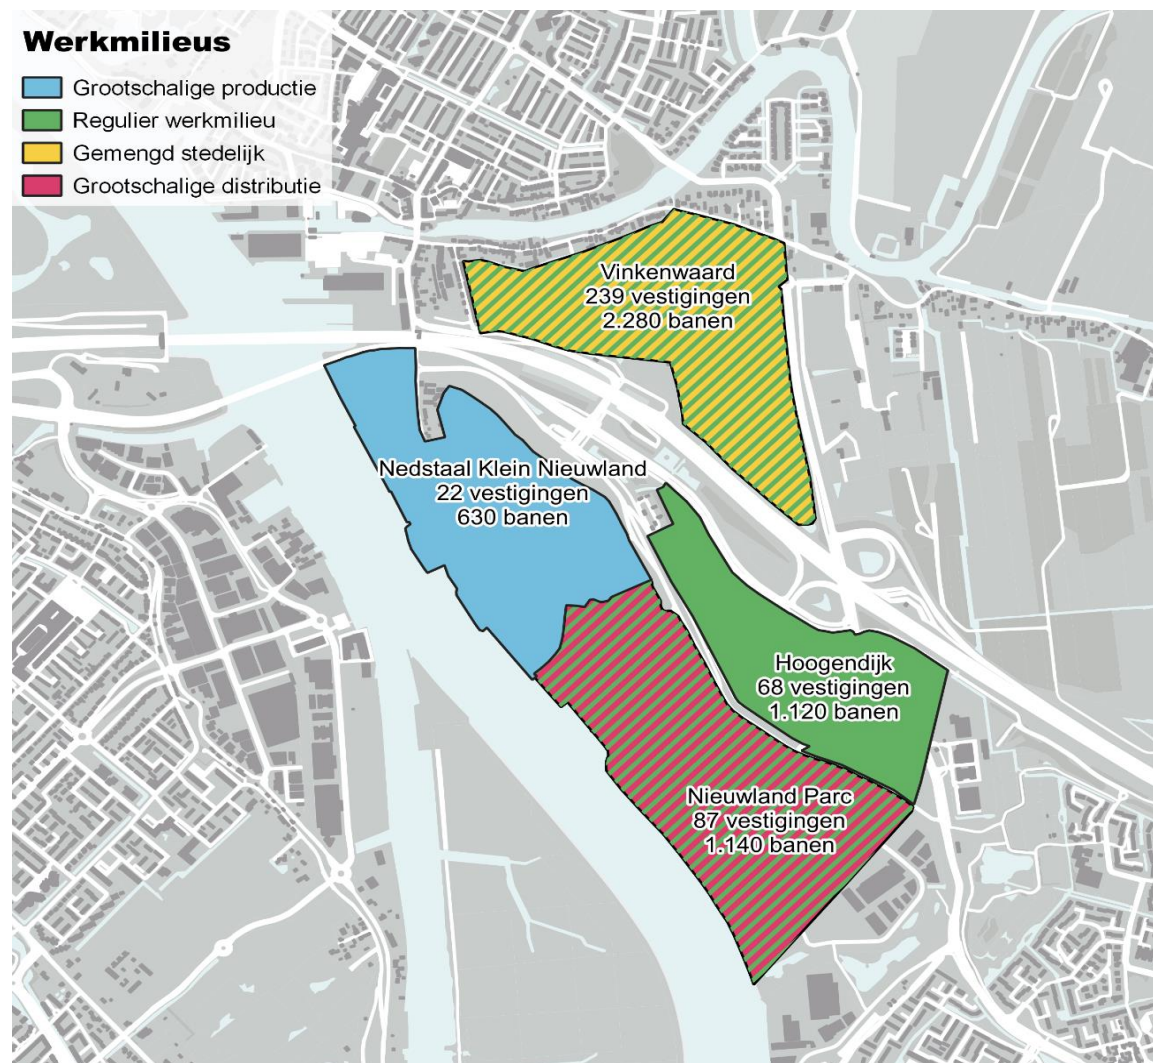 Werkmilieus
Grootschalige productie
Regulier werkmilieu
Gemengd stedelijk
Grootschalige distributie
Vinkenwaard
239 vestigingen
2.280 banen
Nedstaal Klein Nieuwland
22 vestigingen
630 banen
Hoogendijk
68 vestigingen
1.120 banen
Nieuwland Parc
87 vestigingen
1.140 banen